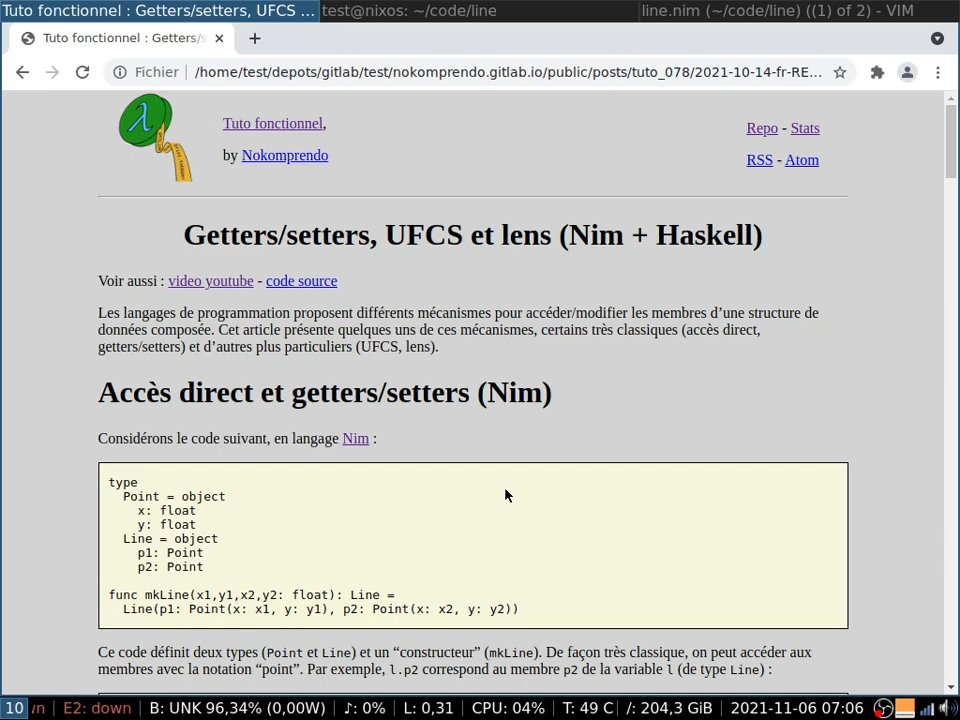 Tuto fonctionnel : Getters/setters, UFCS ... test@nixos: ~/code/line line.nim (~/code/line) ((1) of 2) - VIM
Tuto fonctionnel : Getters/s
Fichier /home/test/depots/gitlab/test/nokomprendo.gitlab.io/public/posts/tuto_078/2021-10-14-fr-RE...
Tuto fonctionnel,
by Nokomprendo
Repo - Stats
RSS - Atom
Getters/setters, UFCS et lens (Nim + Haskell)
Voir aussi : video youtube - code source
Les langages de programmation proposent différents mécanismes pour accéder/modifier les membres d’une structure de
données composée. Cet article présente quelques uns de ces mécanismes, certains très classiques (accès direct,
getters/setters) et d’autres plus particuliers (UFCS, lens).
Accès direct et getters/setters (Nim)
Considérons le code suivant, en langage Nim :
type
  Point = object
    x: float
    y: float
  Line = object
    p1: Point
    p2: Point
func mkLine(x1,y1,x2,y2: float): Line =
  Line(p1: Point(x: x1, y: y1), p2: Point(x: x2, y: y2))
Ce code définit deux types (Point et Line) et un “constructeur” (mkLine). De façon très classique, on peut accéder aux
membres avec la notation “point”. Par exemple, l.p2 correspond au membre p2 de la variable l (de type Line) :
10 E2: down | B: UNK 96,34% (0,00W) | ♪: 0% | L: 0,31 | CPU: 04% | T: 49 C | /: 204,3 GiB | 2021-11-06 07:06